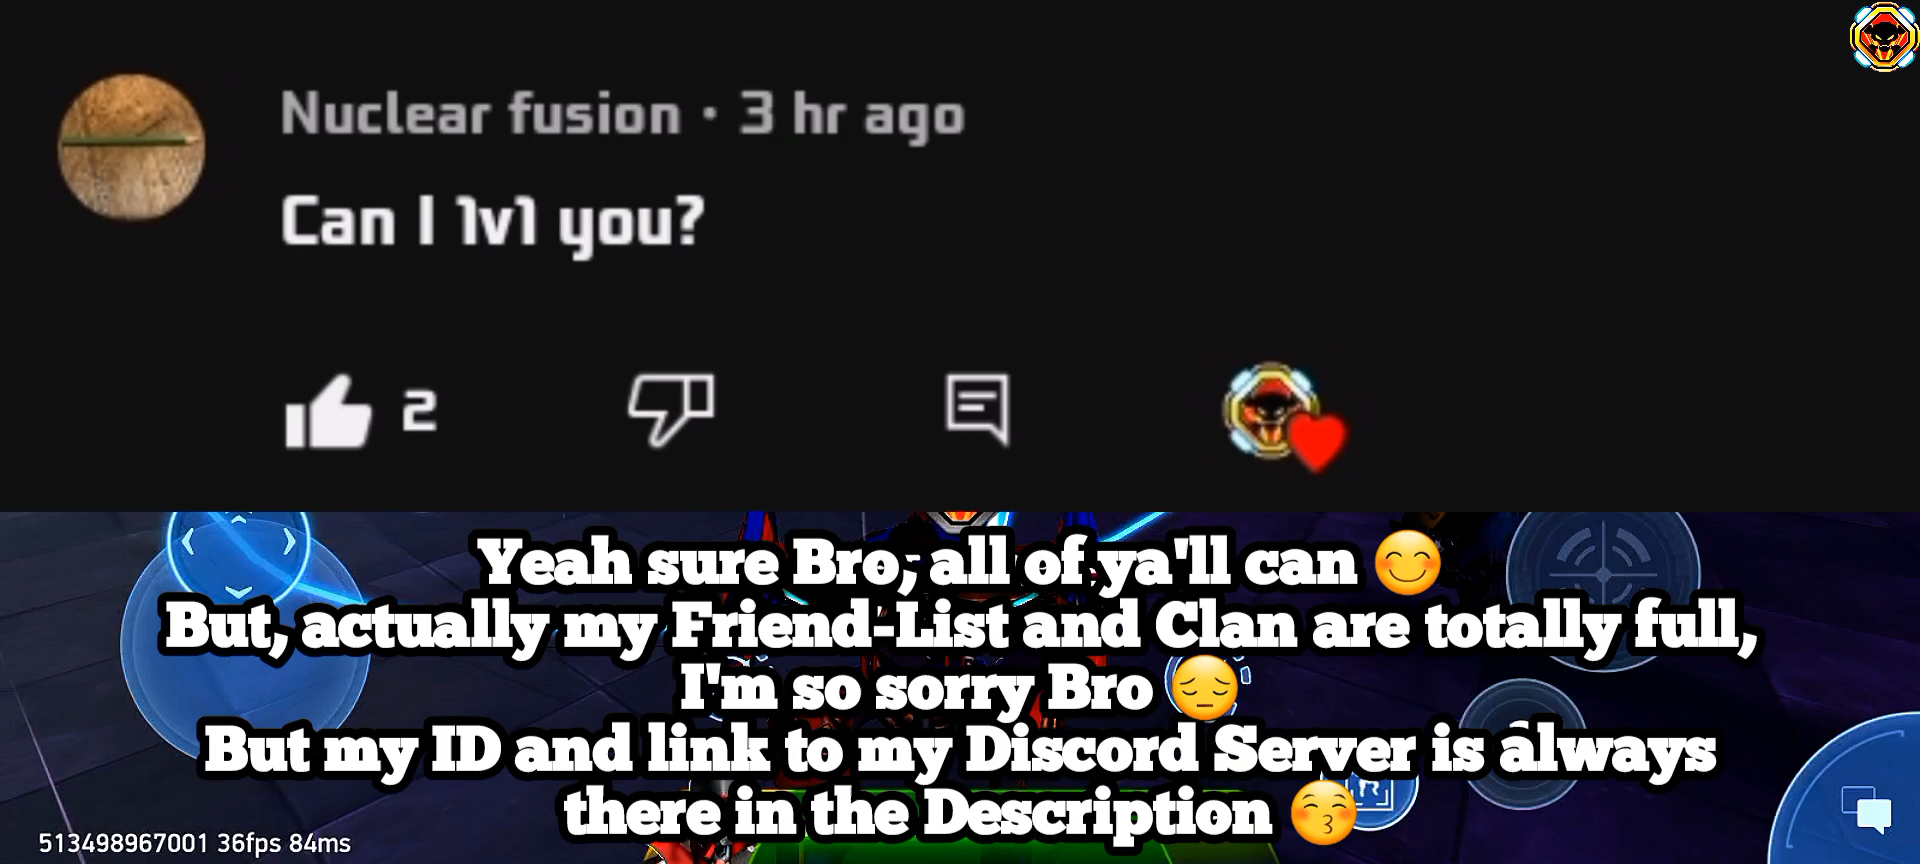 Nuclear fusion · 3 hr ago
Can I 1v1 you?
2
Yeah sure Bro, all of ya'll can 😊
But, actually my Friend-List and Clan are totally full,
I'm so sorry Bro 😔
But my ID and link to my Discord Server is always
there in the Description 😚
513498967001 36fps 84ms